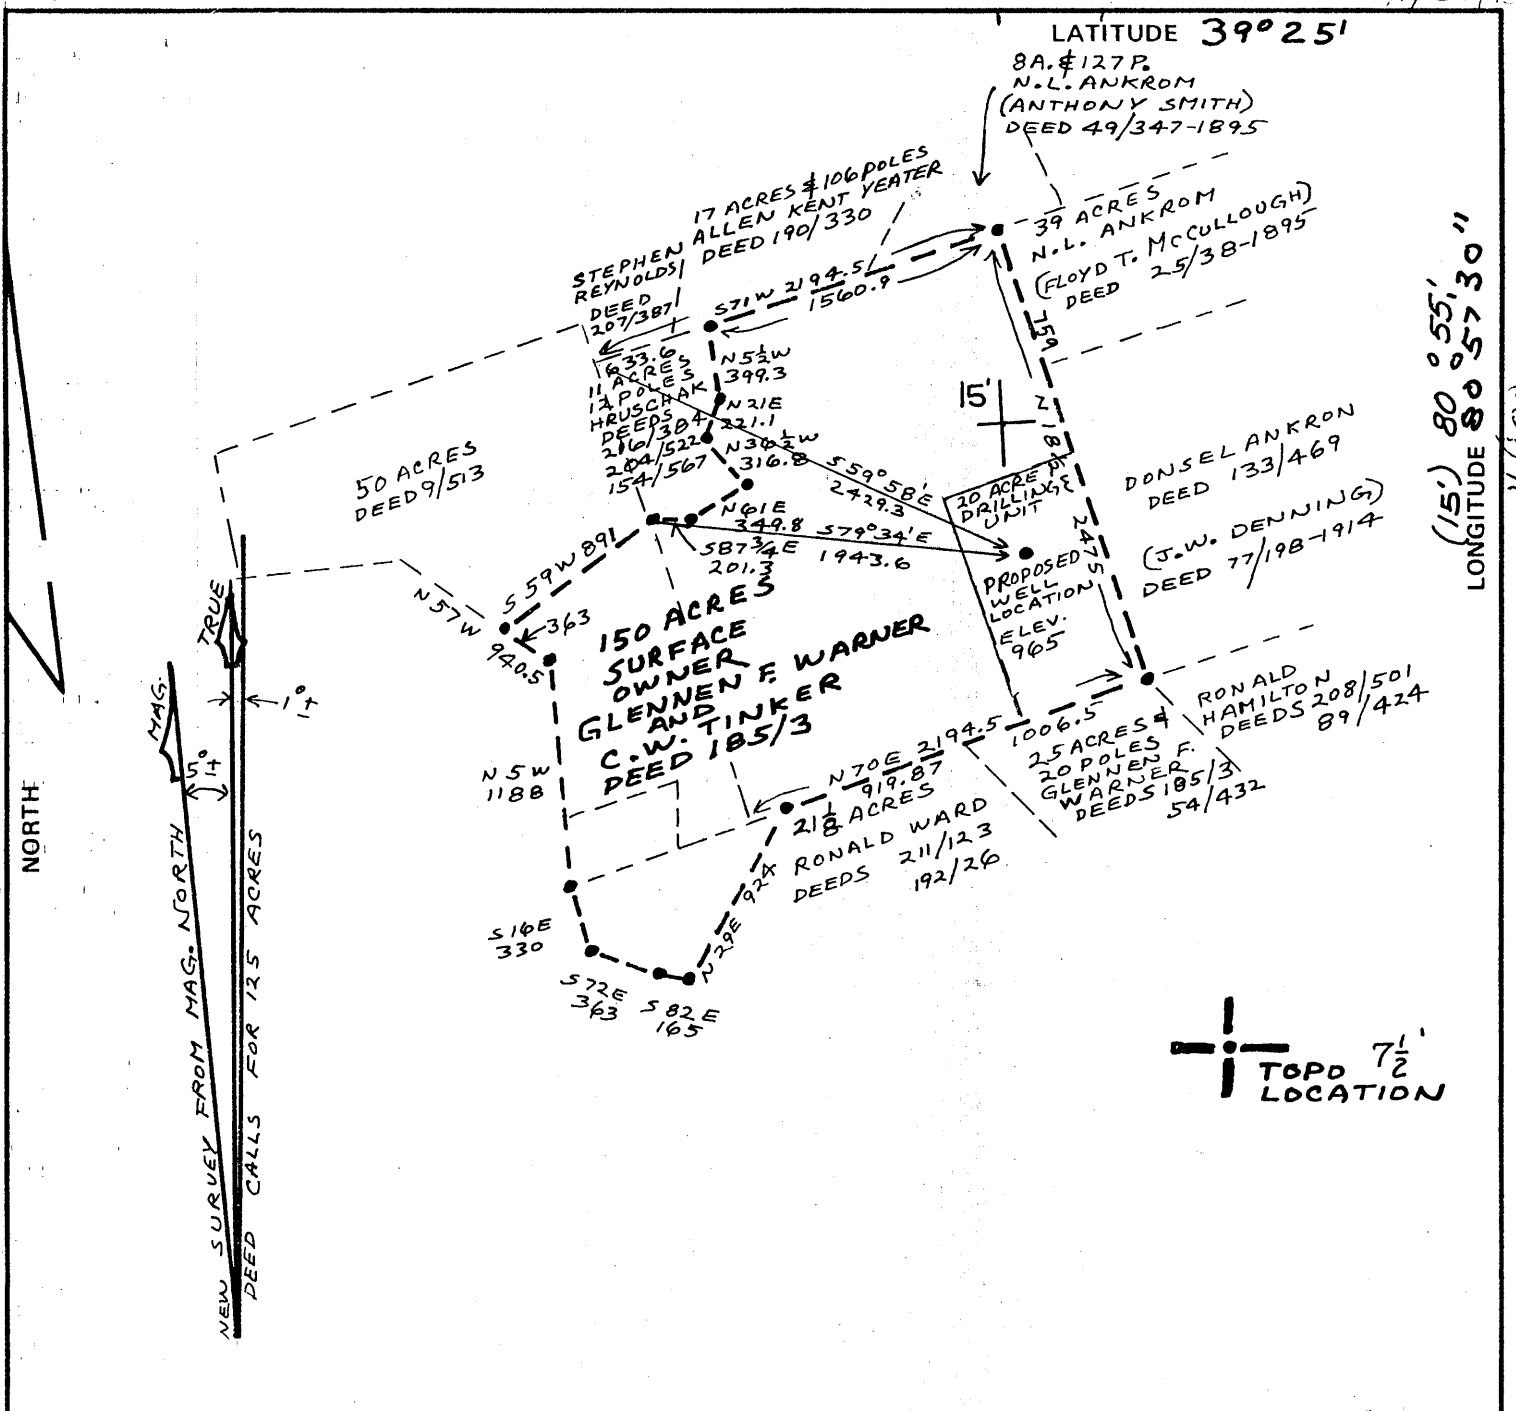 LATITUDE 39° 25'
8A. & 127 P.
N.L. ANKROM
(ANTHONY SMITH)
DEED 49/347-1895
17 ACRES & 106 POLES
ALLEN KENT YEATER
DEED 190/330
STEPHEN
REYNOLDS
DEED
207/387
39 ACRES
N.L. ANKROM
(FLOYD T. McCULLOUGH)
DEED 25/38-1895
S71W 2194.5
1560.9
633.6
11 ACRES
12 POLES
HRUSCHAK
DEEDS
216/384
204/522
154/567
N5½W
399.3
N21E
221.1
N36½W
316.8
N61E
349.8
S87¾E
201.3
759
N 18½
2475
15'
S59°58'E
2429.3
S79°34'E
1943.6
20 ACRE
DRILLING
UNIT
PROPOSED
WELL
LOCATION
ELEV.
965
DONSEL ANKRON
DEED 133/469
(J.W. DENNING)
DEED 77/198-1914
(15') 80° 55'
LONGITUDE 80° 57' 30"
50 ACRES
DEED 9/513
S59W 891
N57W
940.5
363
150 ACRES
SURFACE
OWNER
GLENNEN F. WARNER
AND
C.W. TINKER
DEED 185/3
N5W
1188
N70E 2194.5
919.87
1006.5
21⅛ ACRES
RONALD WARD
DEEDS 211/123
192/26
25 ACRES &
20 POLES
GLENNEN F.
WARNER
DEEDS 185/3
54/432
RONALD
HAMILTON
DEEDS 208/501
89/424
S16E
330
S72E
363
S82E
165
N29E 924
TRUE
MAG.
1°±
5°±
NORTH
NEW SURVEY FROM MAG. NORTH
DEED CALLS FOR 125 ACRES
TOPO 7½'
LOCATION